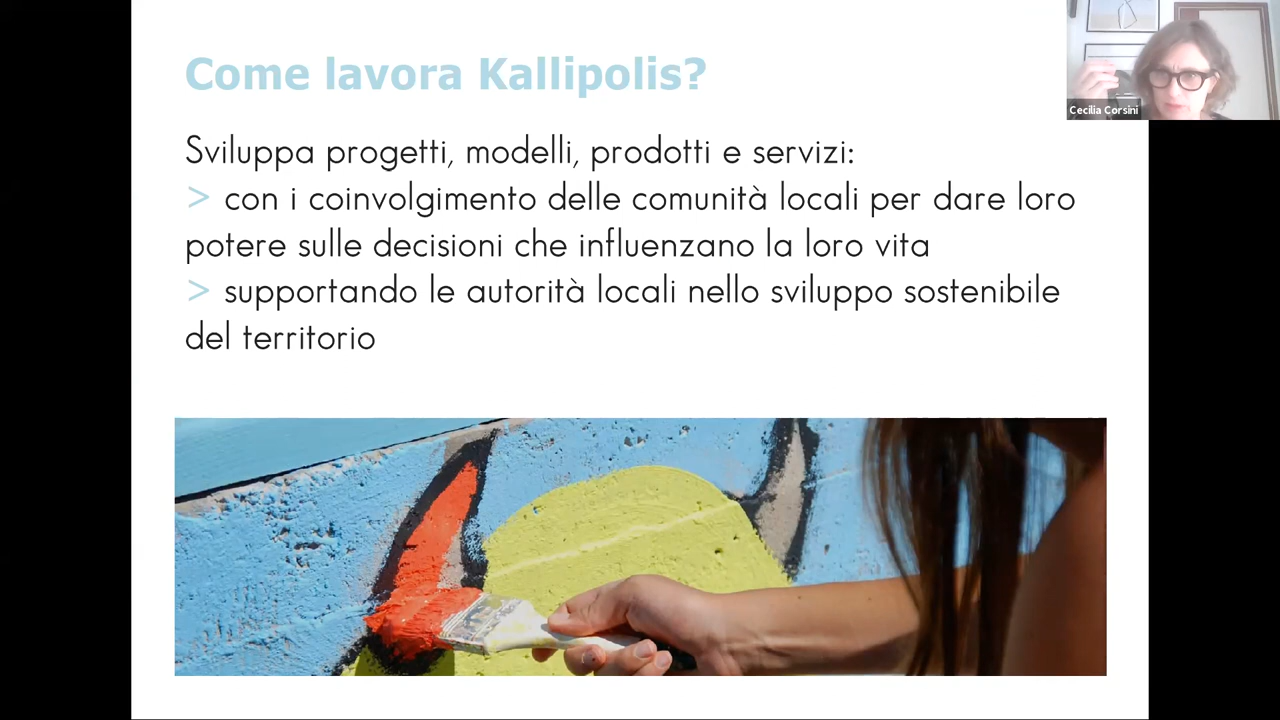 Come lavora Kallipolis?
Sviluppa progetti, modelli, prodotti e servizi:
> con i coinvolgimento delle comunità locali per dare loro
potere sulle decisioni che influenzano la loro vita
> supportando le autorità locali nello sviluppo sostenibile
del territorio
Cecilia Corsini